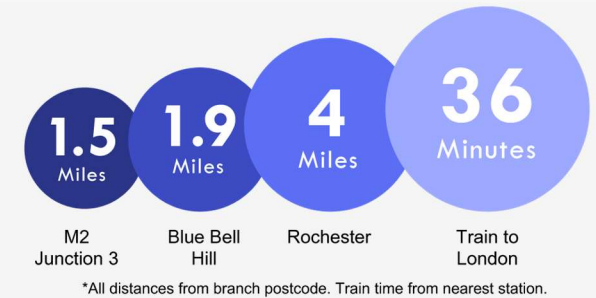 1.5
Miles
1.9
Miles
4
Miles
36
Minutes
M2
Junction 3
Blue Bell
Hill
Rochester
Train to
London
*All distances from branch postcode. Train time from nearest station.